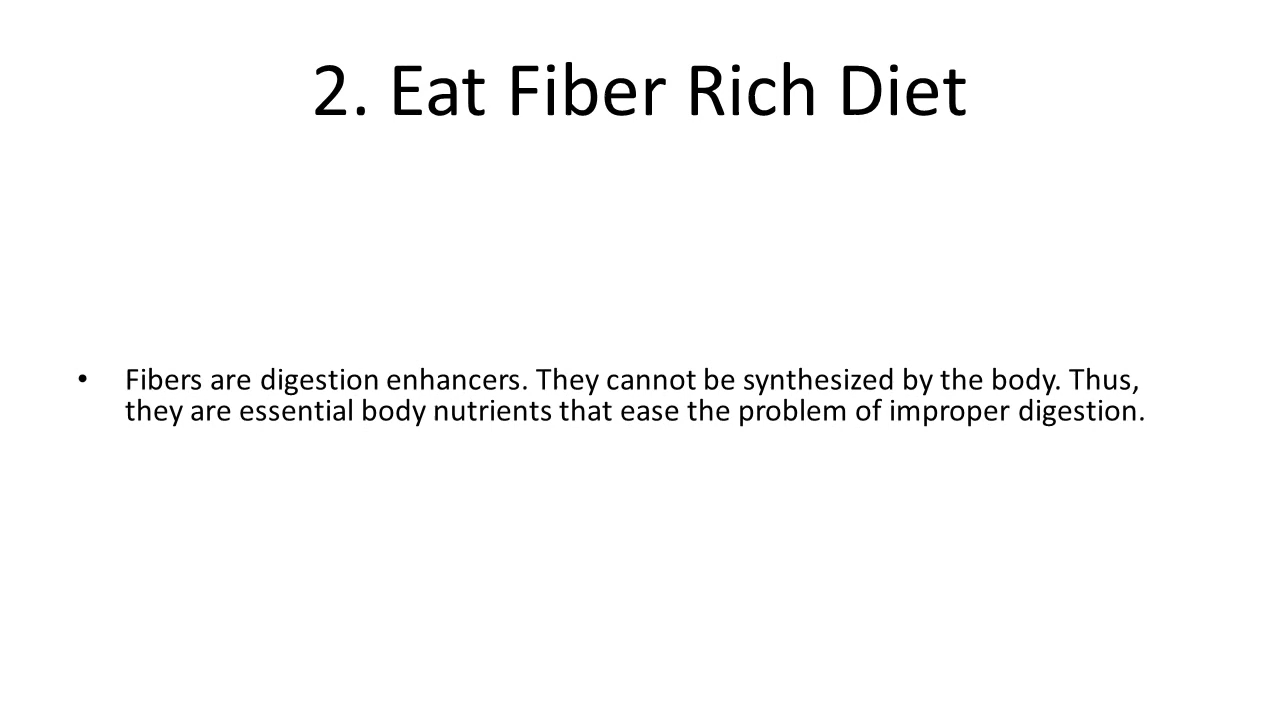 2. Eat Fiber Rich Diet
• Fibers are digestion enhancers. They cannot be synthesized by the body. Thus,
they are essential body nutrients that ease the problem of improper digestion.